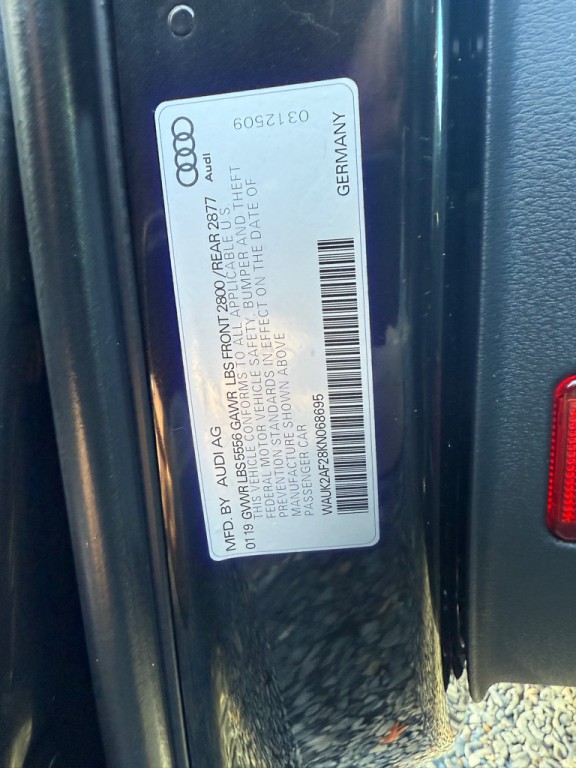 MFD. BY AUDI AG
0119 GVWR LBS 5556 GAWR LBS FRONT 2800 / REAR 2877
THIS VEHICLE CONFORMS TO ALL APPLICABLE U.S.
FEDERAL MOTOR VEHICLE SAFETY, BUMPER AND THEFT
PREVENTION STANDARDS IN EFFECT ON THE DATE OF
MANUFACTURE SHOWN ABOVE
PASSENGER CAR
WAUK2AF28KN068695
Audi
GERMANY
0312509